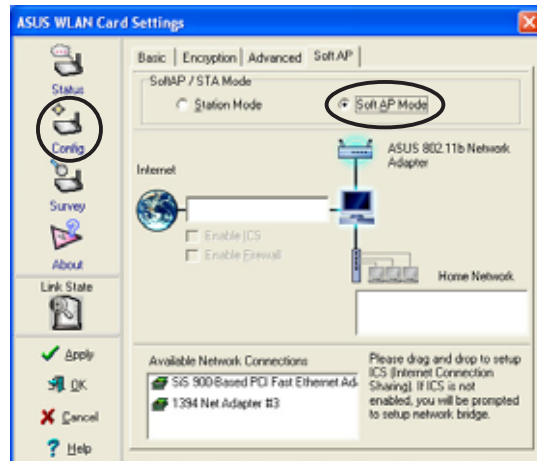 ASUS WLAN Card Settings
Status
Config
Survey
About
Link State
Apply
OK
Cancel
Help
Basic Encryption Advanced Soft AP
SoftAP / STA Mode
Station Mode
Soft AP Mode
ASUS 802.11b Network
Adapter
Internet
Enable ICS
Enable Firewall
Home Network
Available Network Connections
SiS 900-Based PCI Fast Ethernet Ad
1394 Net Adapter #3
Please drag and drop to setup
ICS (Internet Connection
Sharing). If ICS is not
enabled, you will be prompted
to setup network bridge.